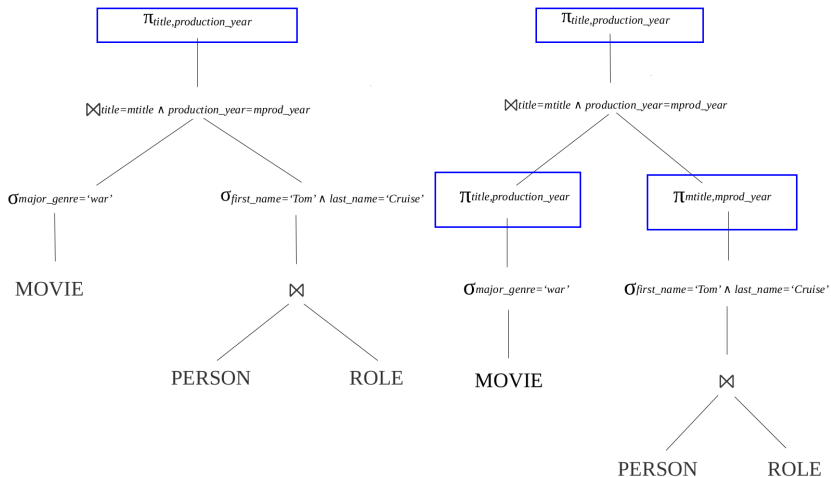 πtitle,production_year
πtitle,production_year
⋈title=mtitle ∧ production_year=mprod_year
⋈title=mtitle ∧ production_year=mprod_year
σmajor_genre=‘war’
σfirst_name=‘Tom’ ∧ last_name=‘Cruise’
πtitle,production_year
πmtitle,mprod_year
MOVIE
⋈
σmajor_genre=‘war’
σfirst_name=‘Tom’ ∧ last_name=‘Cruise’
PERSON
ROLE
MOVIE
⋈
PERSON
ROLE